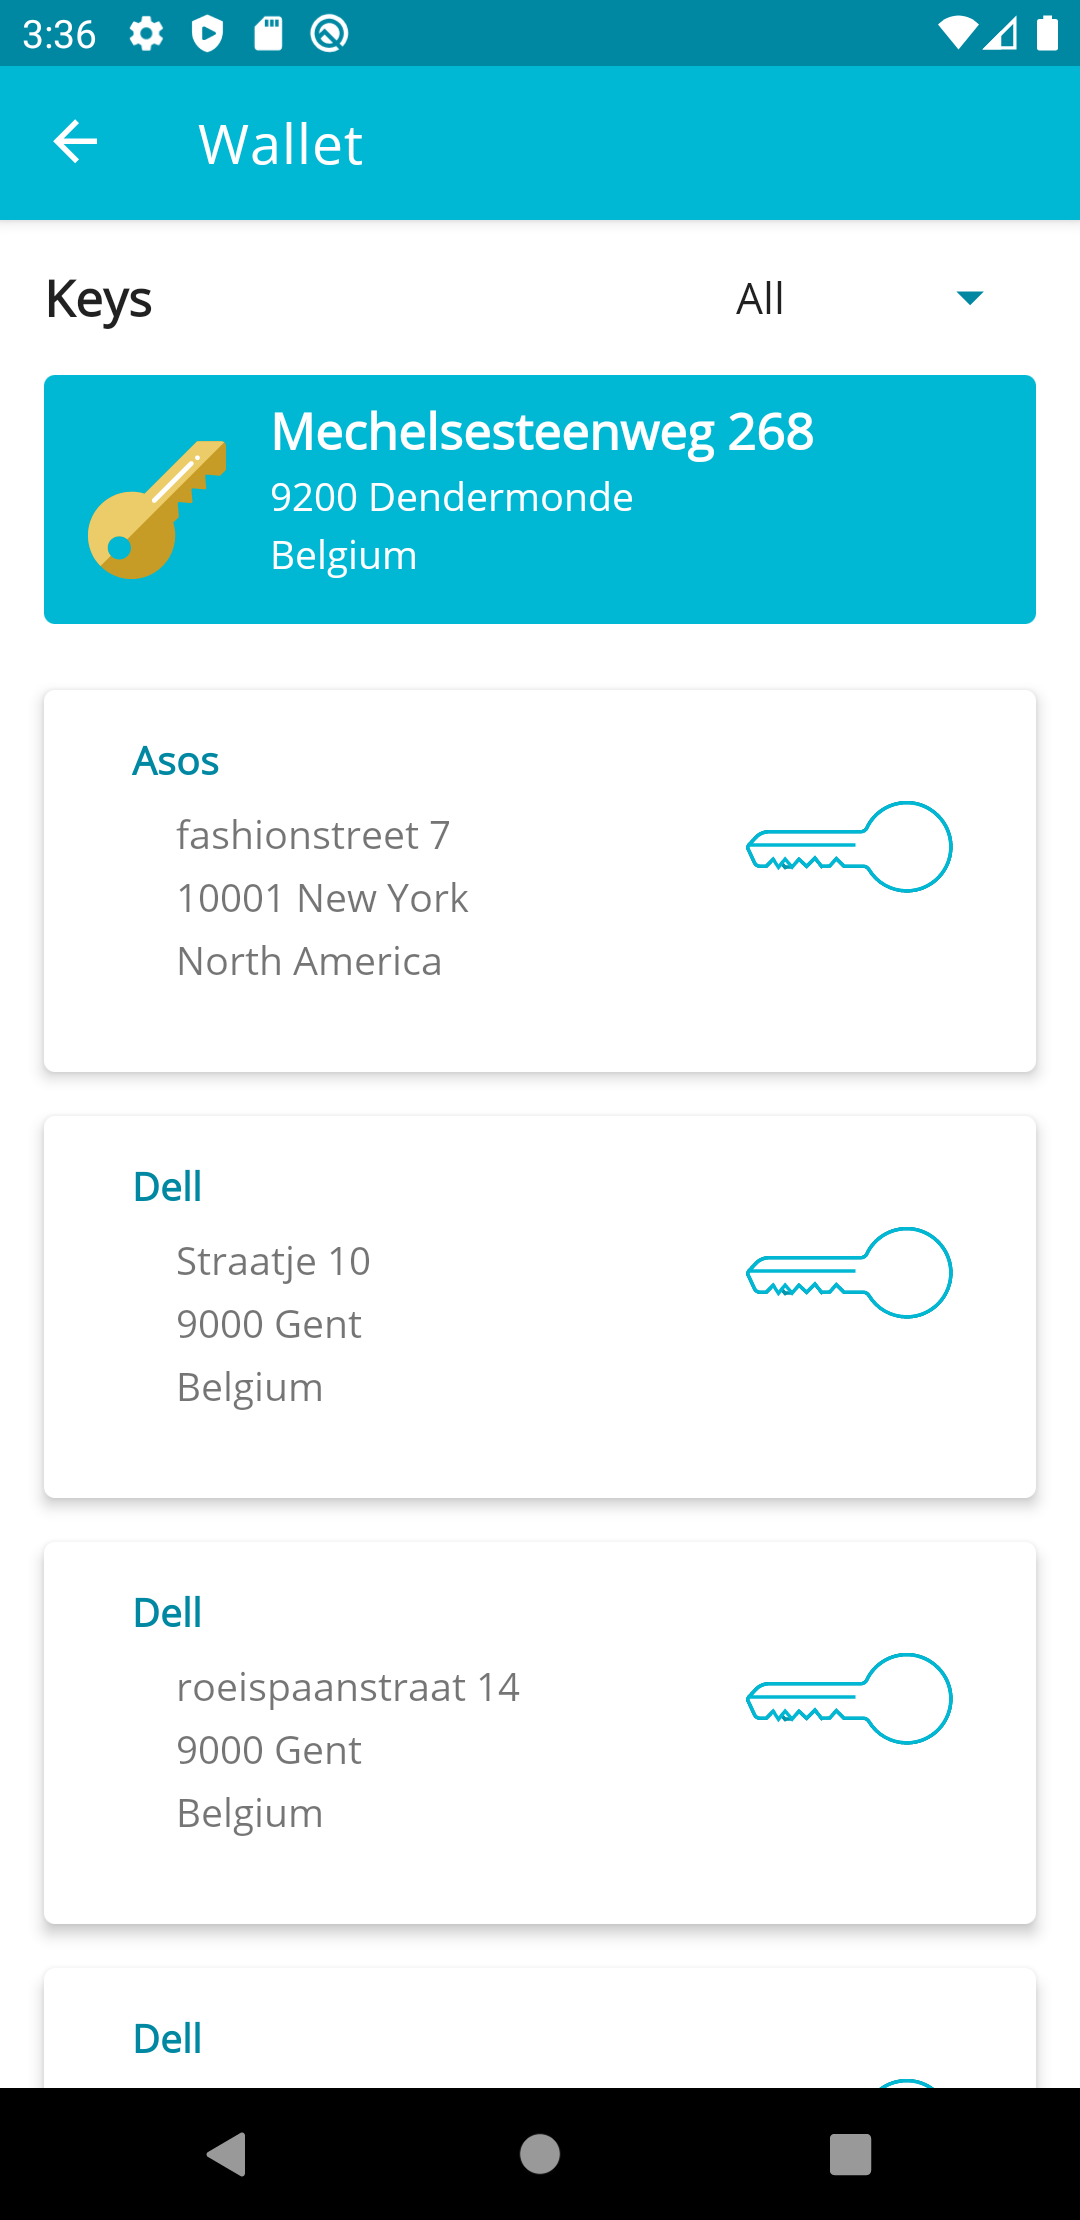 3:36
Wallet
Keys
All
Mechelsesteenweg 268
9200 Dendermonde
Belgium
Asos
fashionstreet 7
10001 New York
North America
Dell
Straatje 10
9000 Gent
Belgium
Dell
roeispaanstraat 14
9000 Gent
Belgium
Dell